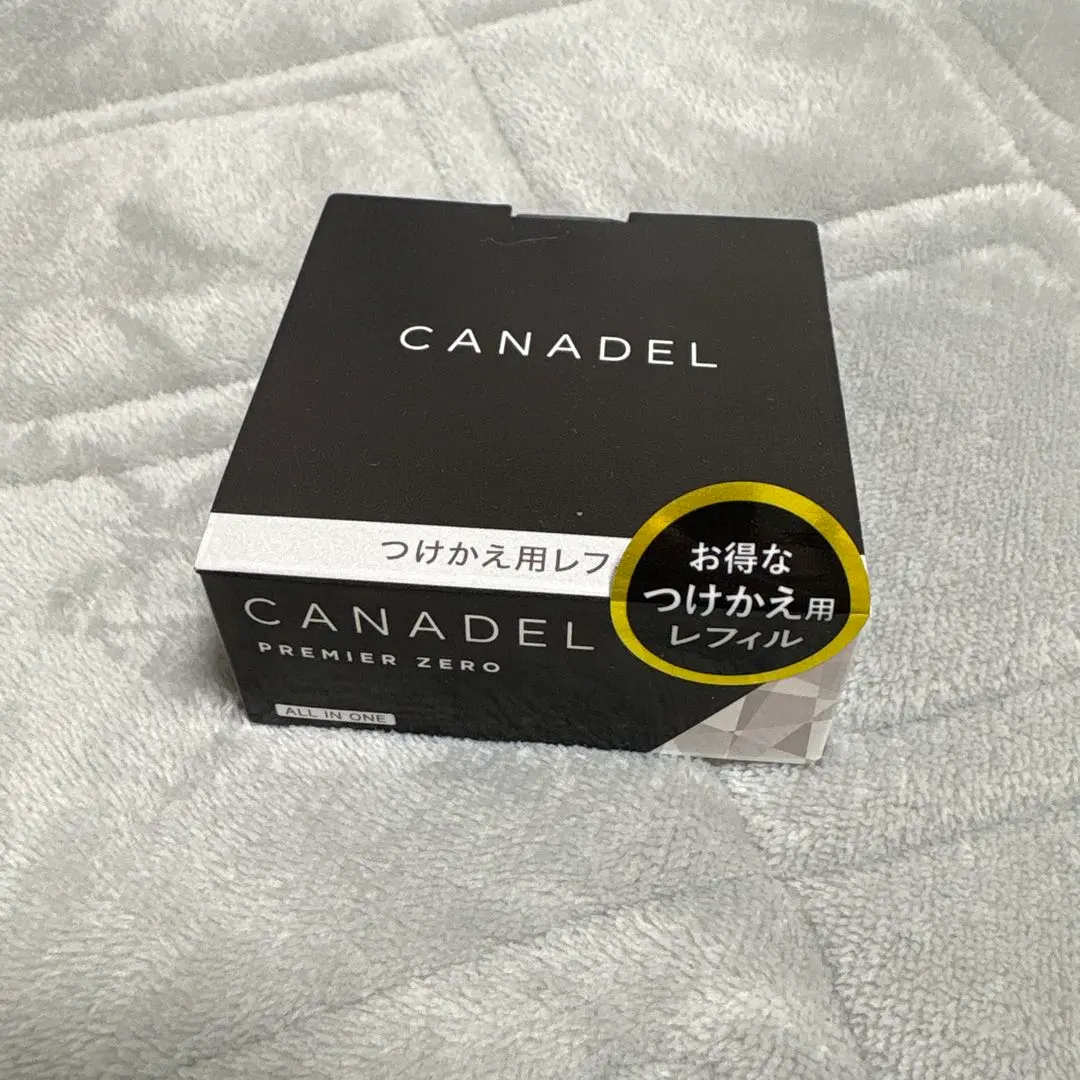 CANADEL
つけかえ用レフ
お得な
つけかえ用
レフィル
CANADEL
PREMIER ZERO
ALL IN ONE